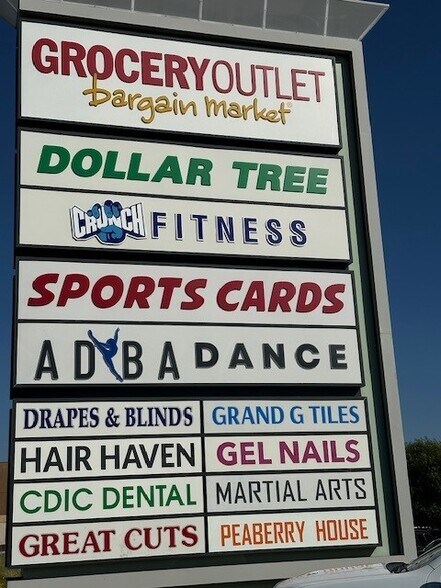 GROCERY OUTLET
bargain market
DOLLAR TREE
CRUNCH FITNESS
SPORTS CARDS
ADBA DANCE
DRAPES & BLINDS
GRAND G TILES
HAIR HAVEN
GEL NAILS
CDIC DENTAL
MARTIAL ARTS
GREAT CUTS
PEABERRY HOUSE